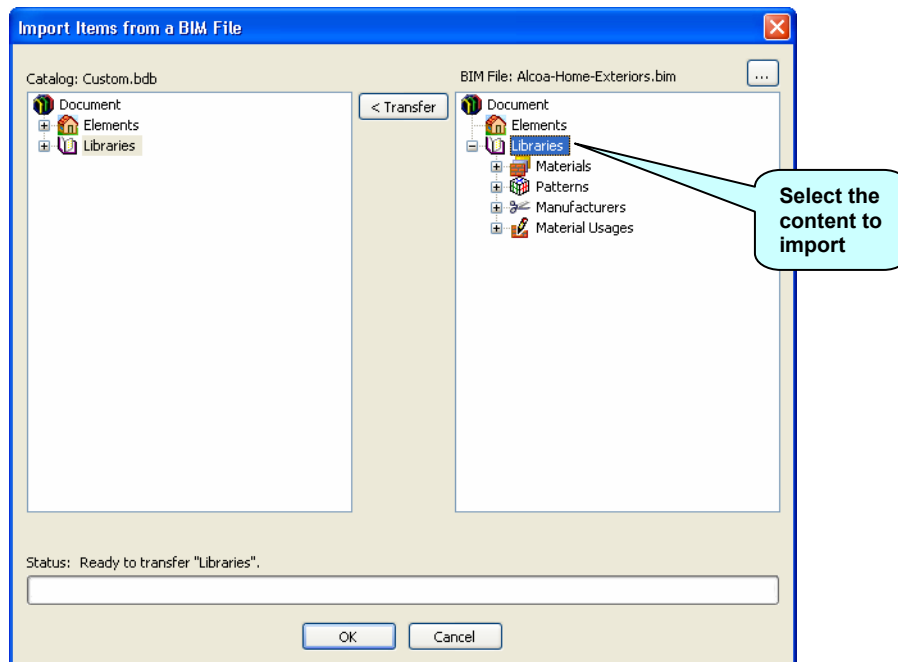 Import Items from a BIM File
Catalog: Custom.bdb
Document
Elements
Libraries
< Transfer
BIM File: Alcoa-Home-Exteriors.bim
...
Document
Elements
Libraries
Materials
Patterns
Manufacturers
Material Usages
Select the
content to
import
Status: Ready to transfer "Libraries".
OK
Cancel